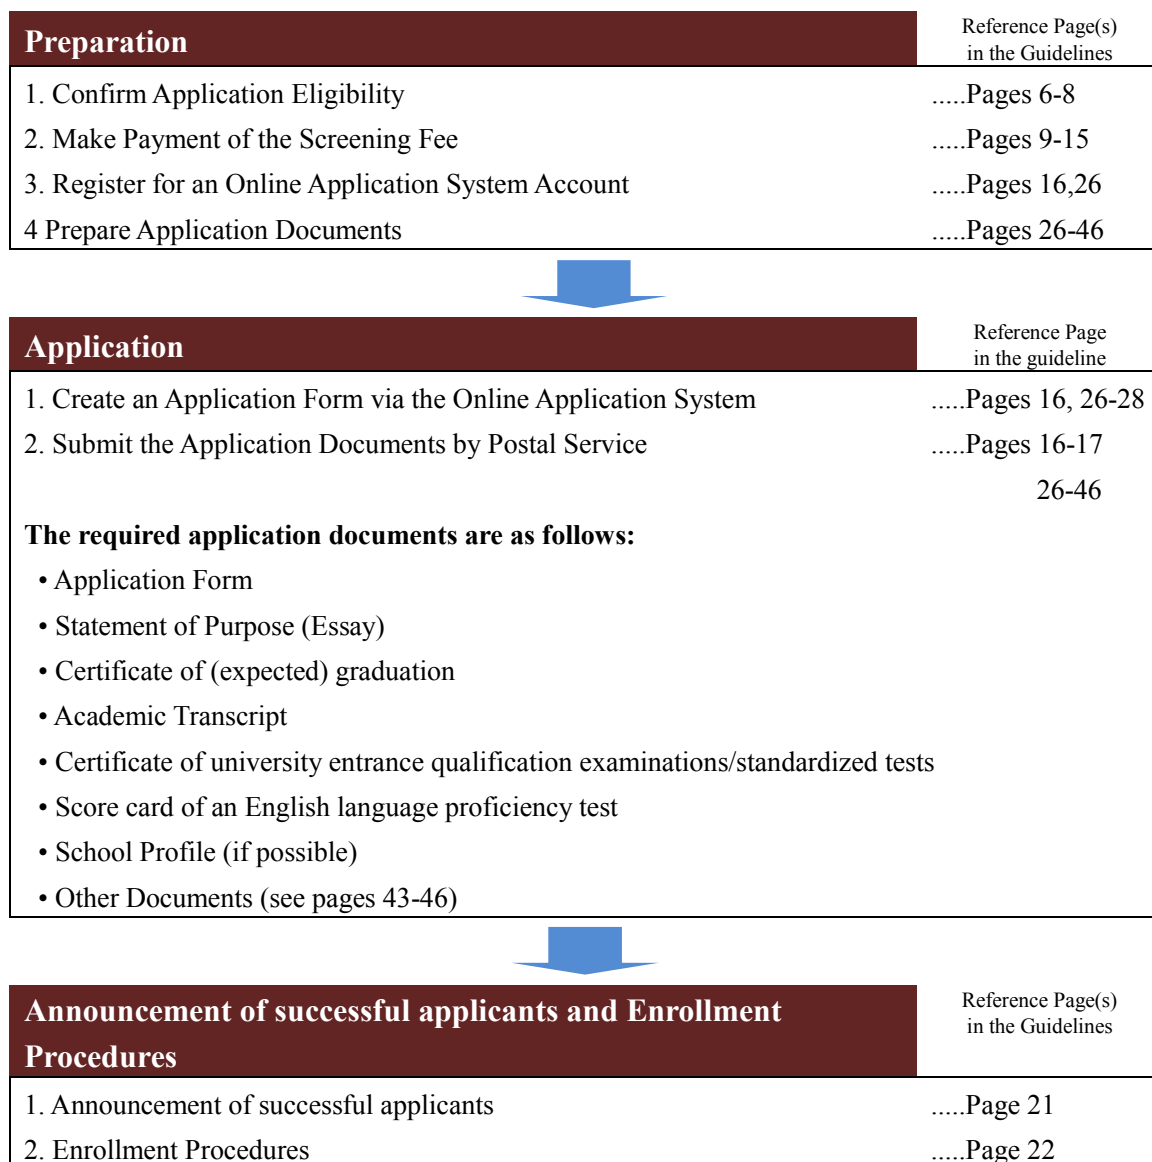 Preparation
Reference Page(s)
in the Guidelines
1. Confirm Application Eligibility .....Pages 6-8
2. Make Payment of the Screening Fee .....Pages 9-15
3. Register for an Online Application System Account .....Pages 16,26
4 Prepare Application Documents .....Pages 26-46
Application
Reference Page
in the guideline
1. Create an Application Form via the Online Application System .....Pages 16, 26-28
2. Submit the Application Documents by Postal Service .....Pages 16-17
26-46
The required application documents are as follows:
• Application Form
• Statement of Purpose (Essay)
• Certificate of (expected) graduation
• Academic Transcript
• Certificate of university entrance qualification examinations/standardized tests
• Score card of an English language proficiency test
• School Profile (if possible)
• Other Documents (see pages 43-46)
Announcement of successful applicants and Enrollment
Procedures
Reference Page(s)
in the Guidelines
1. Announcement of successful applicants .....Page 21
2. Enrollment Procedures .....Page 22